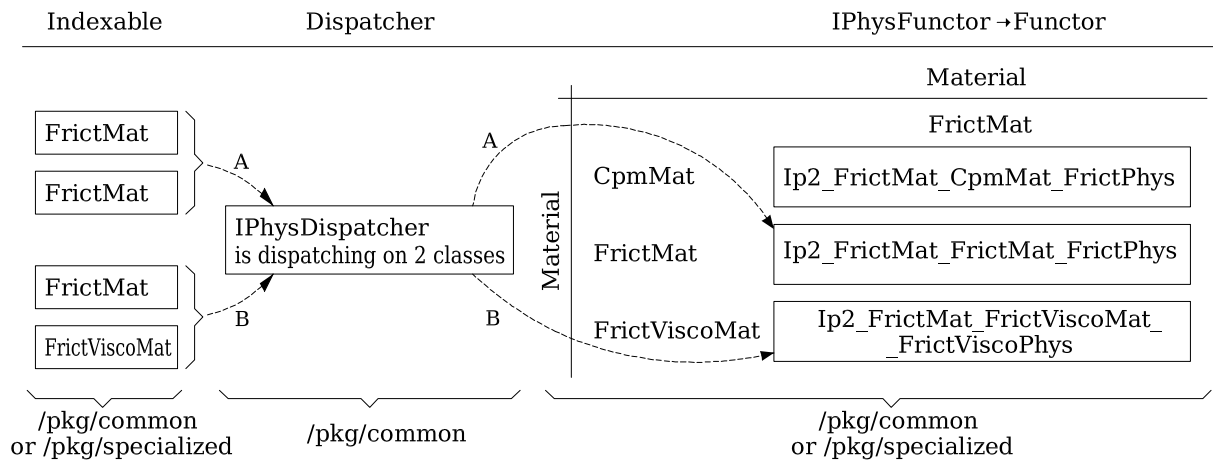 Indexable
Dispatcher
IPhysFunctor→Functor
Material
FrictMat
FrictMat
FrictMat
A
A
IPhysDispatcher
is dispatching on 2 classes
Material
CpmMat
Ip2_FrictMat_CpmMat_FrictPhys
FrictMat
Ip2_FrictMat_FrictMat_FrictPhys
FrictMat
FrictViscoMat
B
B
FrictViscoMat
Ip2_FrictMat_FrictViscoMat_
_FrictViscoPhys
/pkg/common
or /pkg/specialized
/pkg/common
/pkg/common
or /pkg/specialized